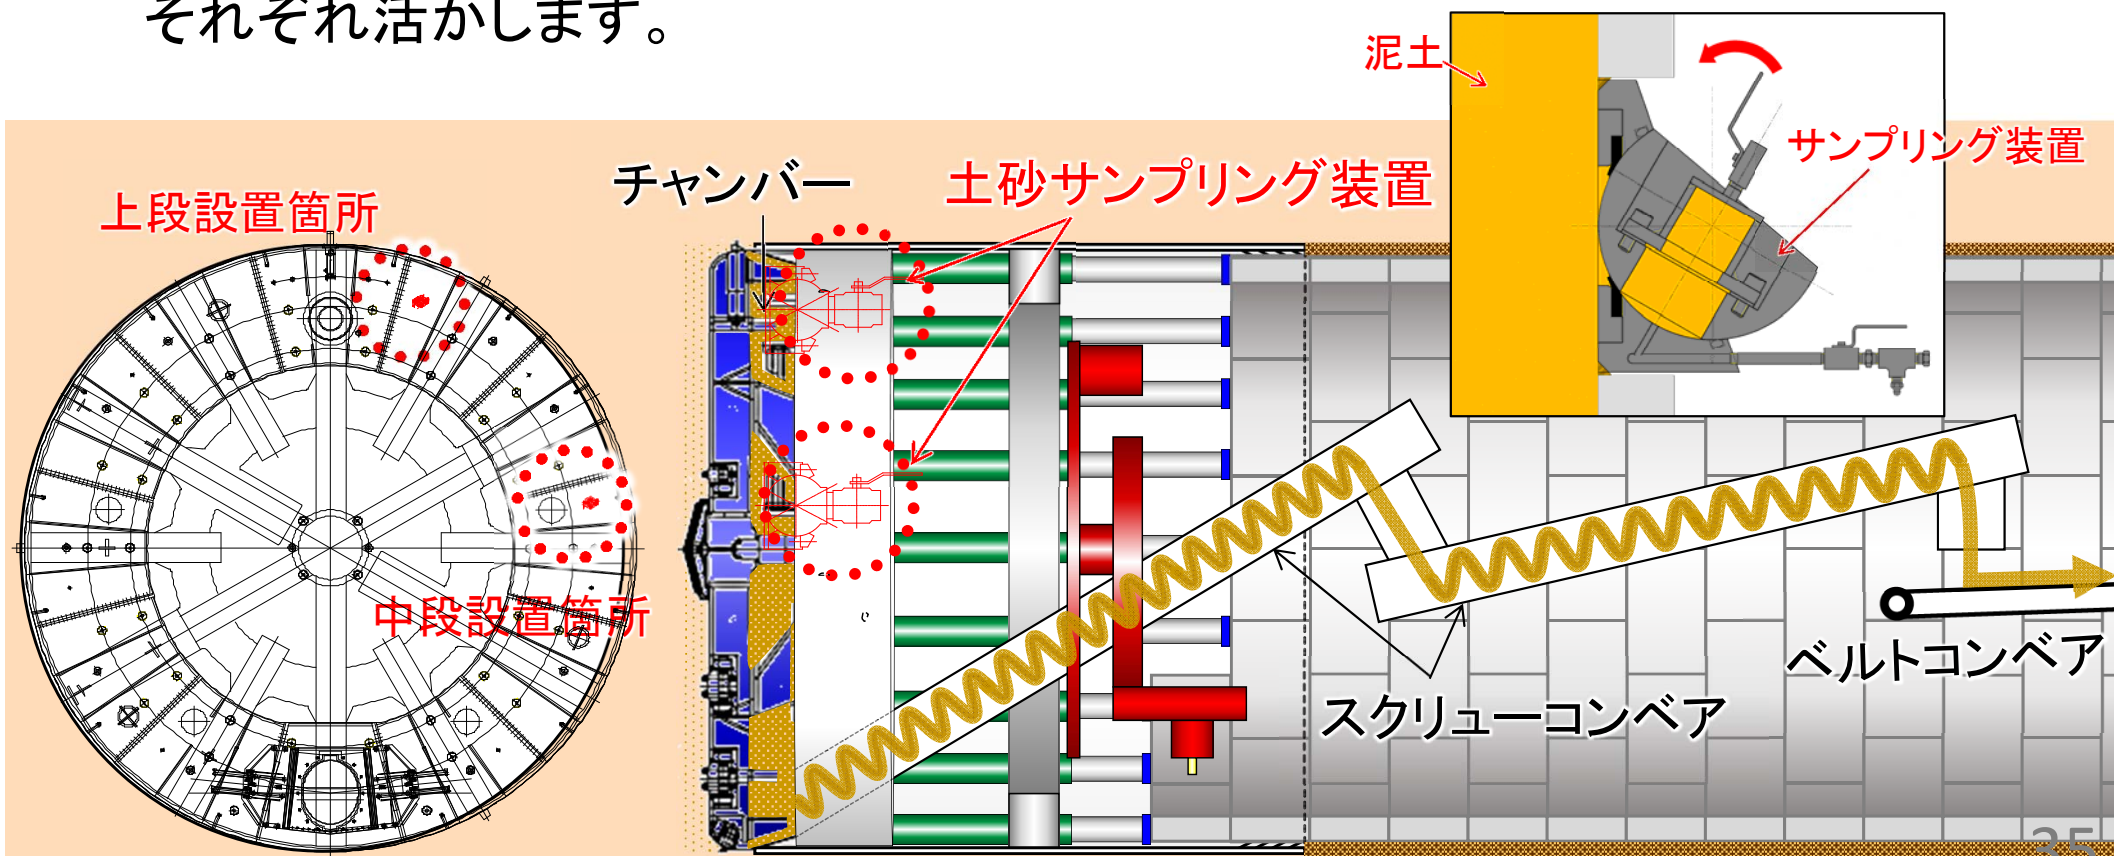 それぞれ活かします。
泥土
サンプリング装置
チャンバー
土砂サンプリング装置
上段設置箇所
中段設置箇所
スクリューコンベア
ベルトコンベア
35